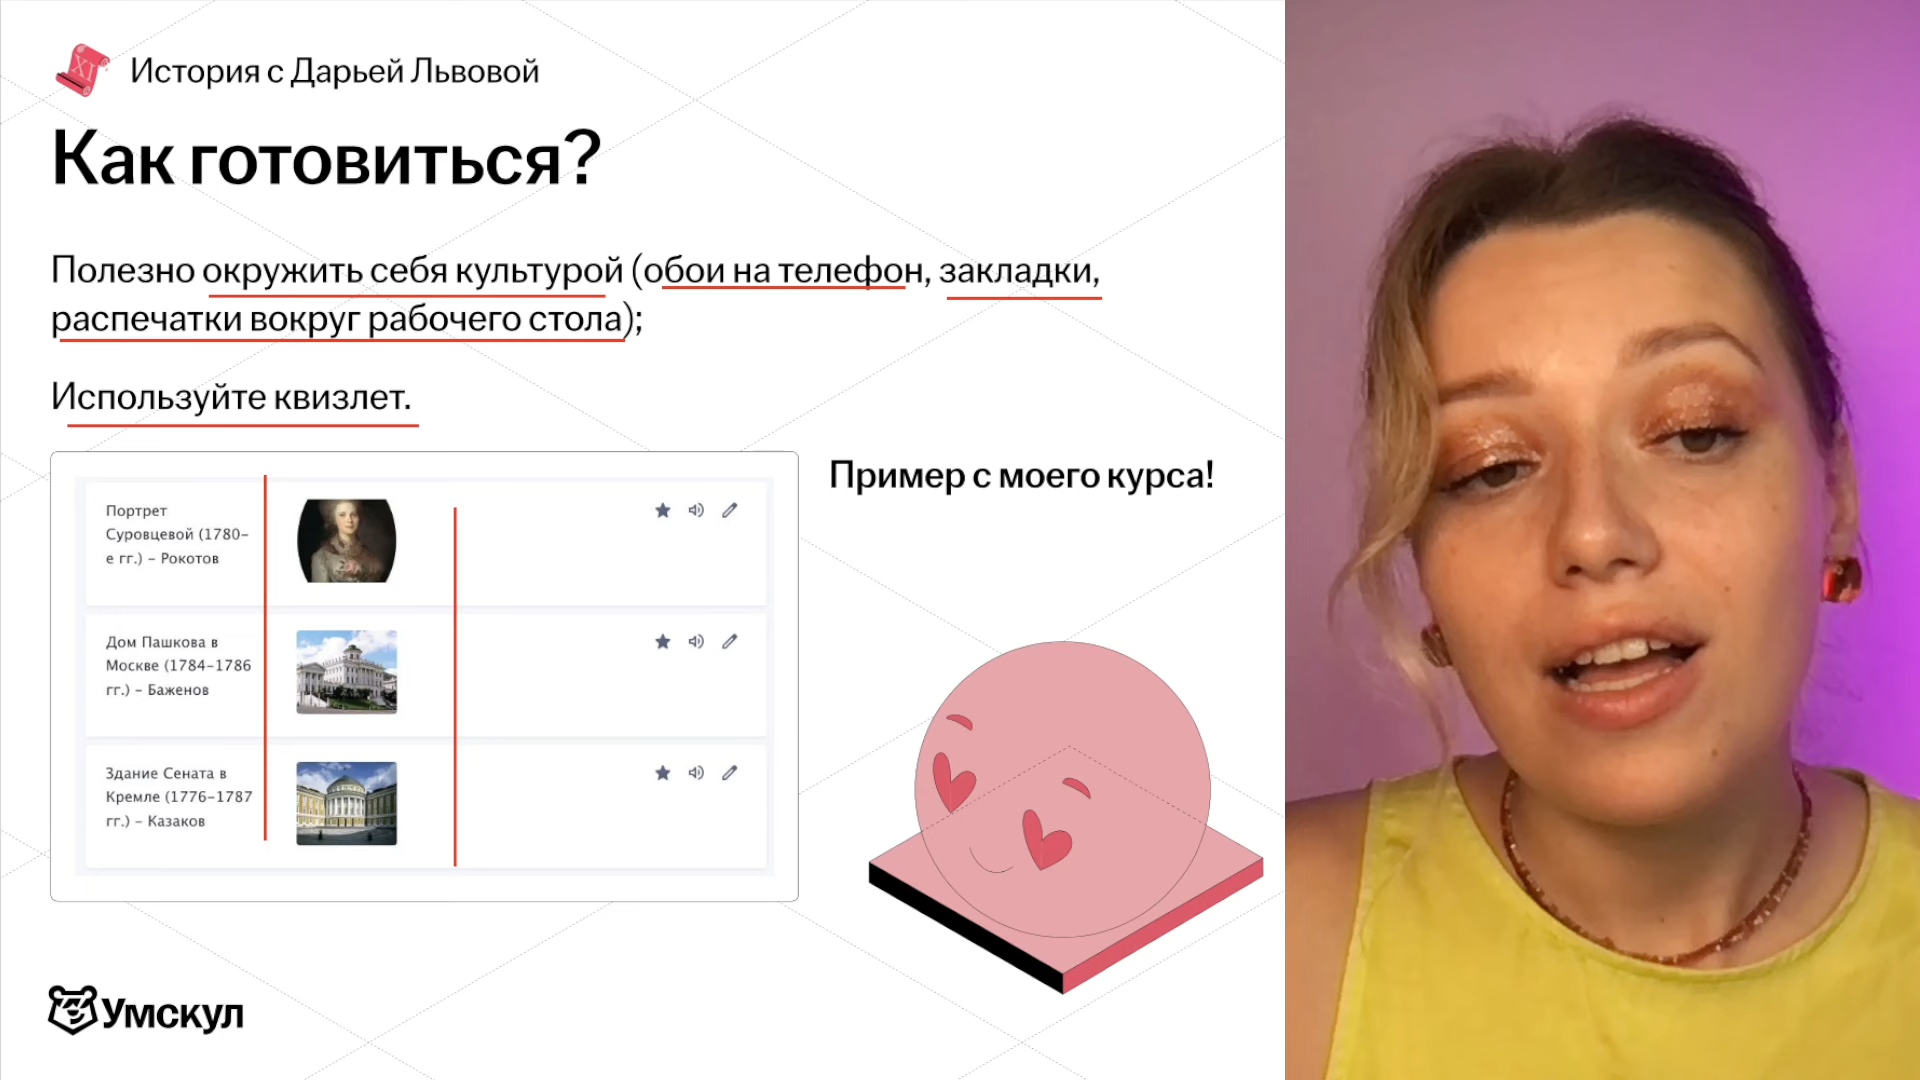 XI
История с Дарьей Львовой
Как готовиться?
Полезно окружить себя культурой (обои на телефон, закладки,
распечатки вокруг рабочего стола);
Используйте квизлет.
Портрет
Суровцевой (1780–
е гг.) – Рокотов
Дом Пашкова в
Москве (1784–1786
гг.) – Баженов
Здание Сената в
Кремле (1776–1787
гг.) – Казаков
Пример с моего курса!
Умскул